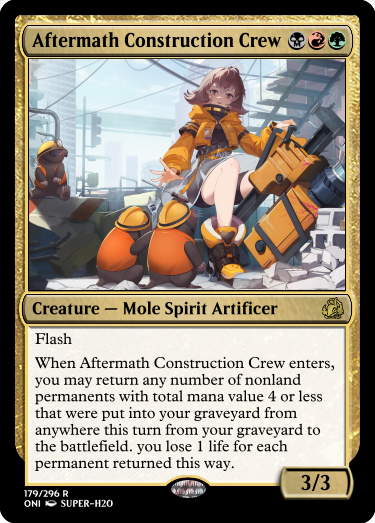 Aftermath Construction Crew
Creature — Mole Spirit Artificer
Flash
When Aftermath Construction Crew enters,
you may return any number of nonland
permanents with total mana value 4 or less
that were put into your graveyard from
anywhere this turn from your graveyard to
the battlefield. you lose 1 life for each
permanent returned this way.
3/3
179/296 R
ONI SUPER-H2O